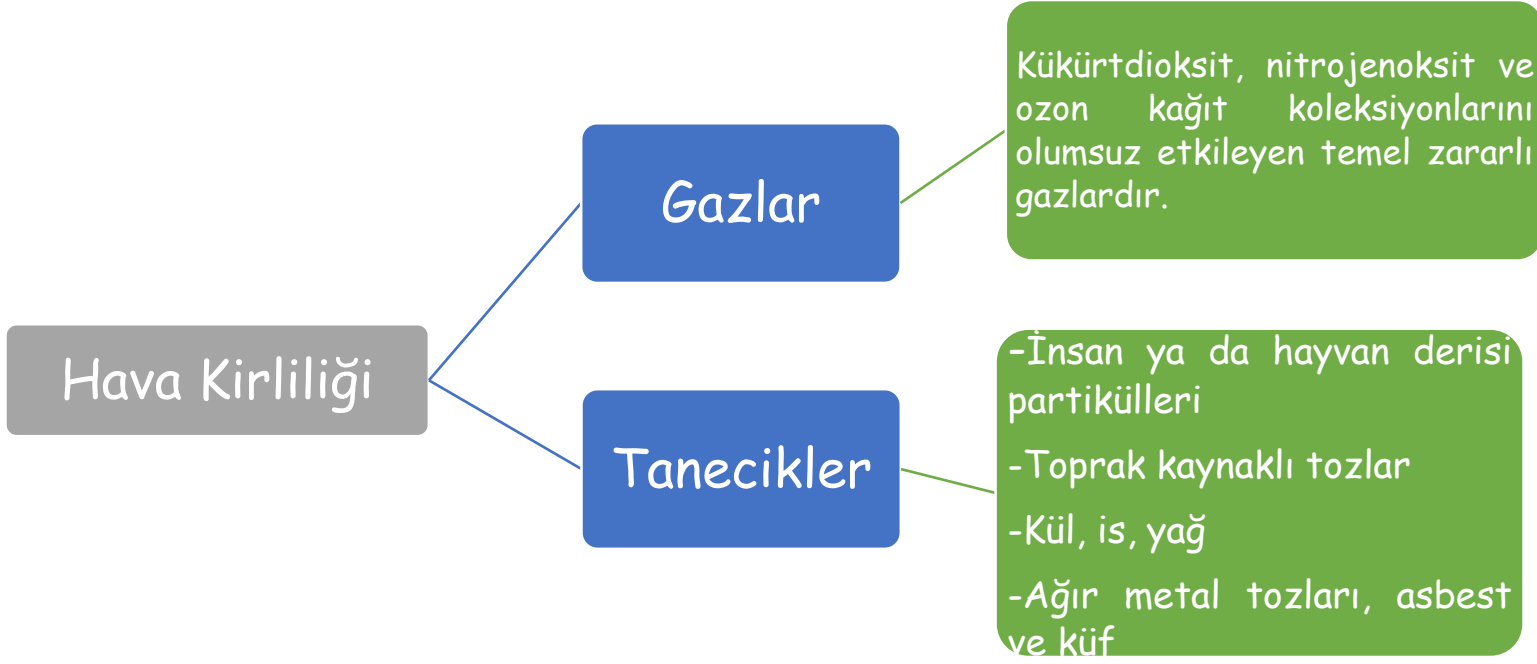 Hava Kirliliği
Gazlar
Kükürtdioksit, nitrojenoksit ve
ozon kağıt koleksiyonlarını
olumsuz etkileyen temel zararlı
gazlardır.
Tanecikler
-İnsan ya da hayvan derisi
partikülleri
-Toprak kaynaklı tozlar
-Kül, is, yağ
-Ağır metal tozları, asbest
ve küf